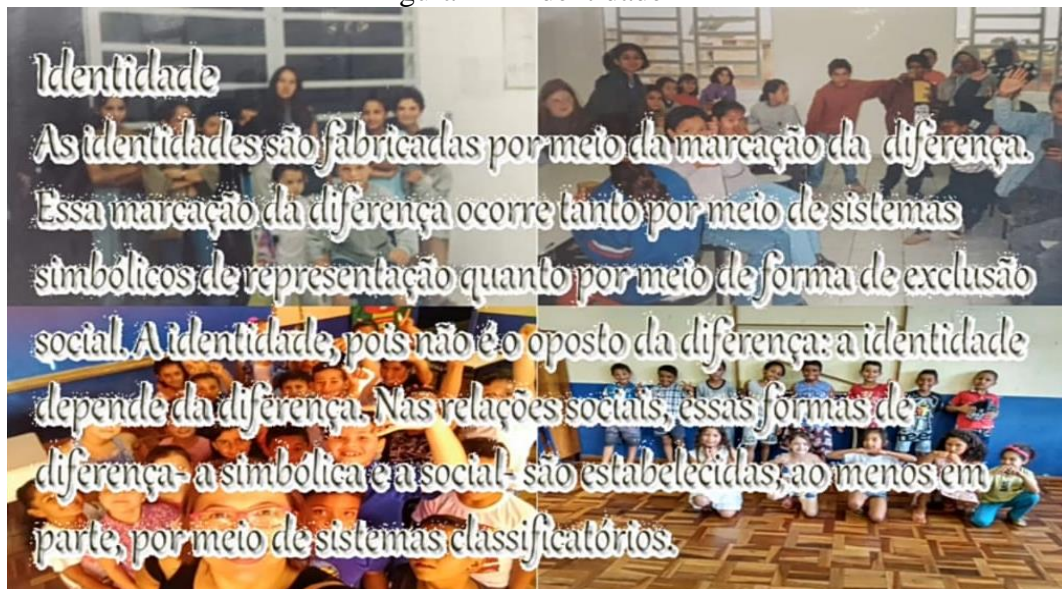 Identidade
As identidades são fabricadas por meio da marcação da diferença.
Essa marcação da diferença ocorre tanto por meio de sistemas
simbólicos de representação quanto por meio de forma de exclusão
social. A identidade, pois não é o oposto da diferença: a identidade
depende da diferença. Nas relações sociais, essas formas de
diferença- a simbólica e a social- são estabelecidas, ao menos em
parte, por meio de sistemas classificatórios.